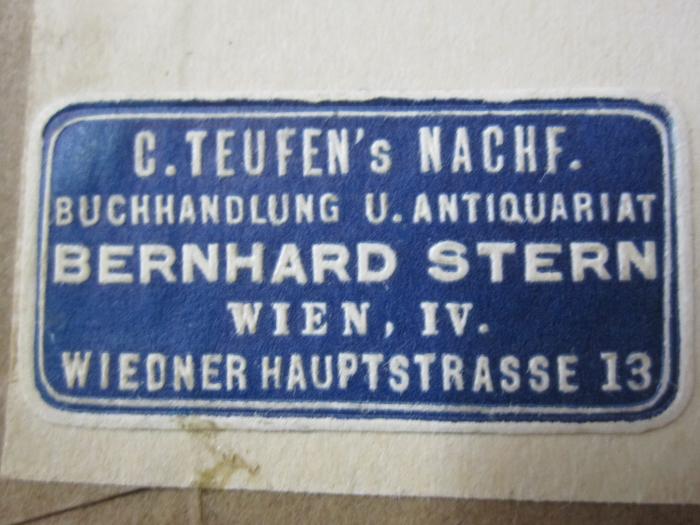 C. TEUFEN's NACHF.
BUCHHANDLUNG U. ANTIQUARIAT
BERNHARD STERN
WIEN, IV.
WIEDNER HAUPTSTRASSE 13